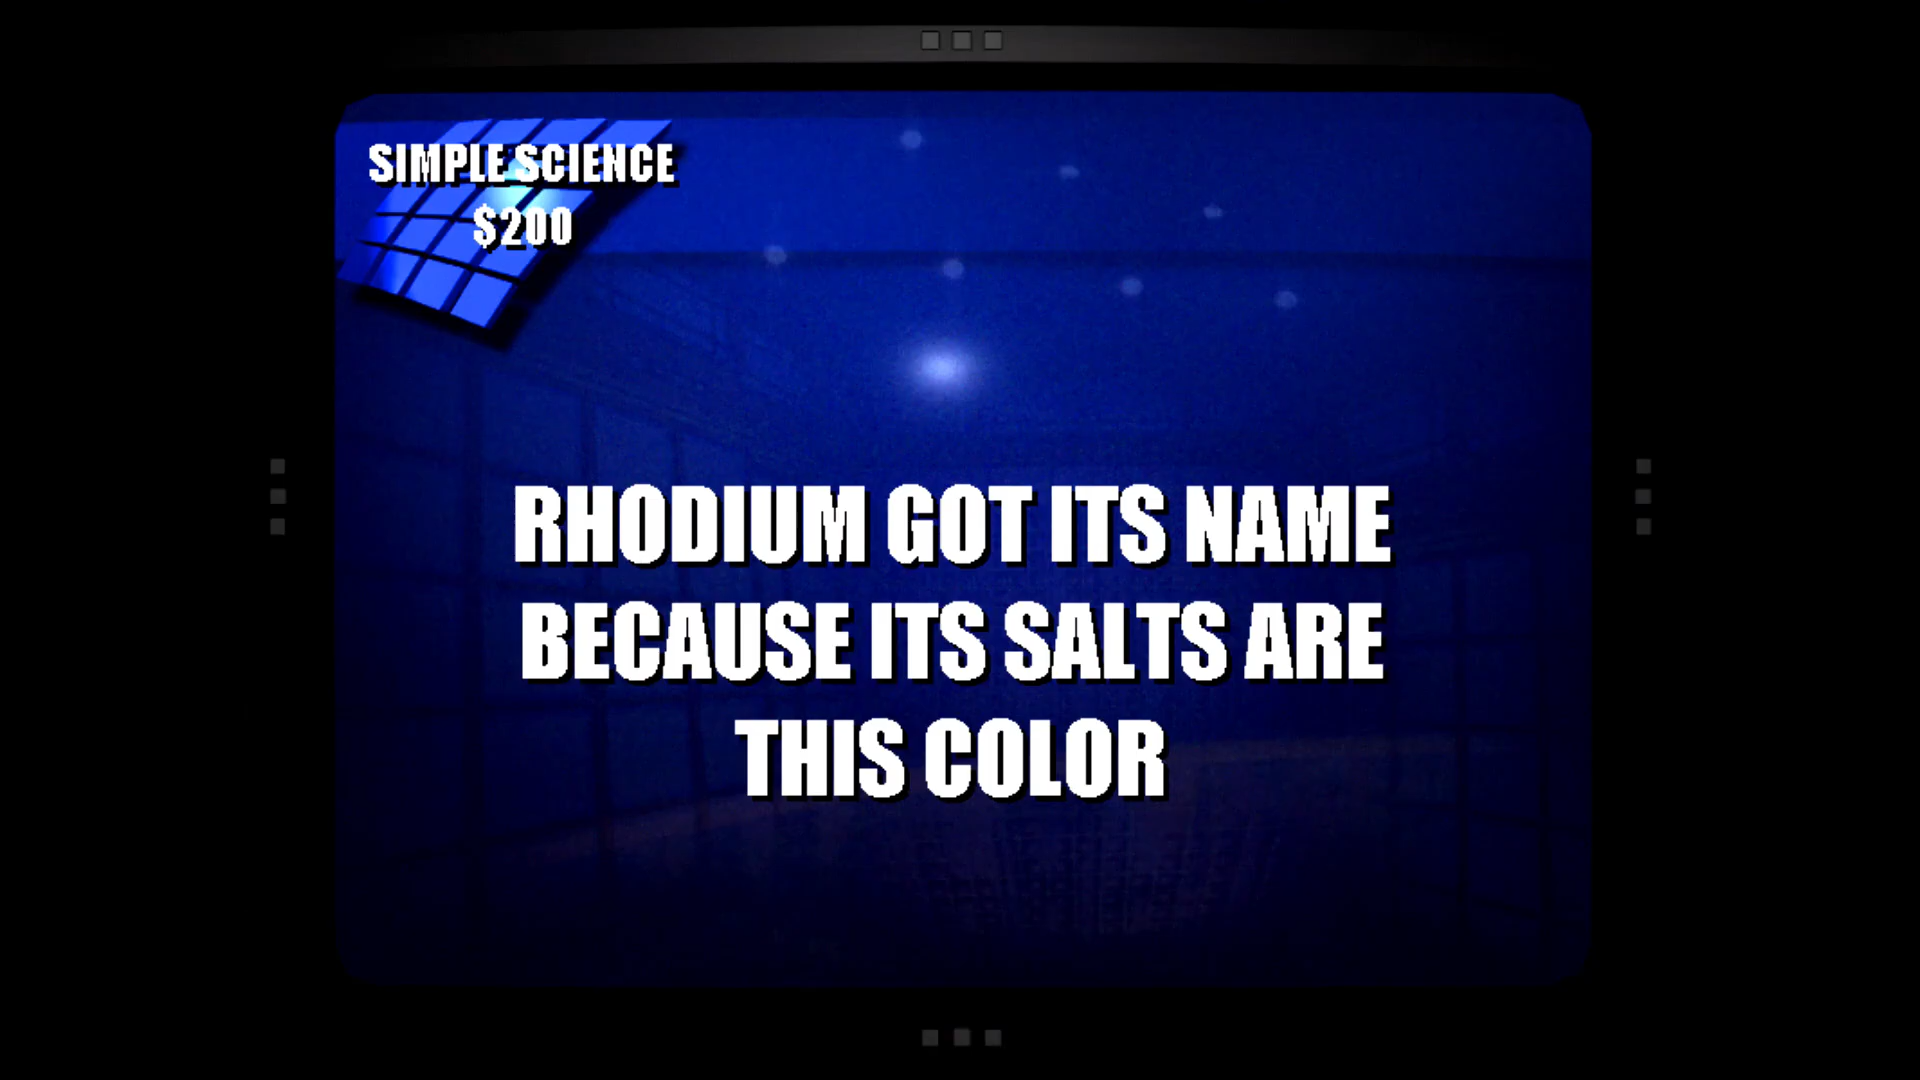 SIMPLE SCIENCE
$200
RHODIUM GOT ITS NAME
BECAUSE ITS SALTS ARE
THIS COLOR